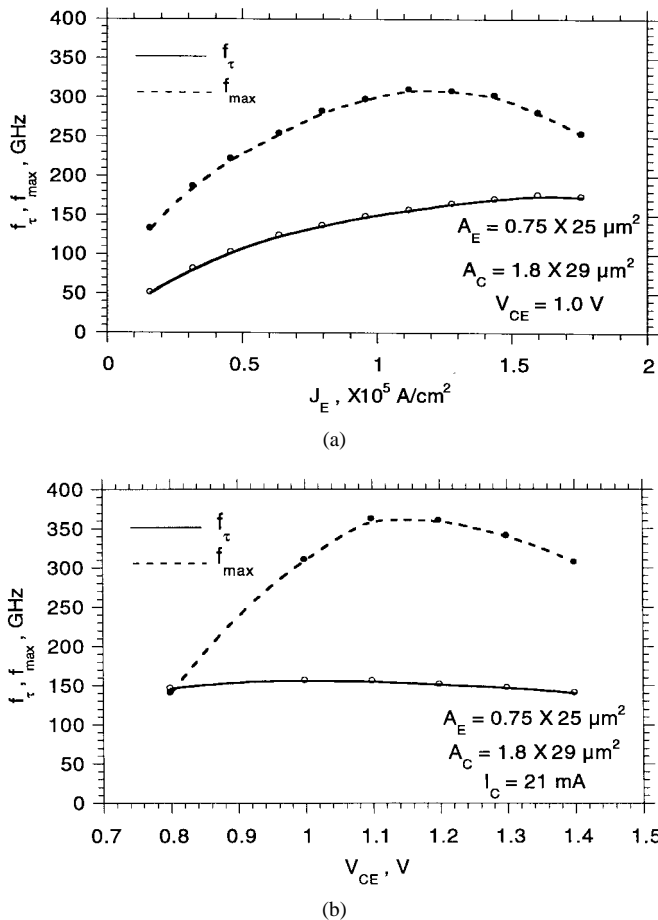 400
350
300
250
200
150
100
50
0
f_τ, f_max, GHz
f_τ
f_max
A_E = 0.75 X 25 μm²
A_C = 1.8 X 29 μm²
V_CE = 1.0 V
0 0.5 1 1.5 2
J_E, X10⁵ A/cm²
(a)
400
350
300
250
200
150
100
50
0
f_τ, f_max, GHz
f_τ
f_max
A_E = 0.75 X 25 μm²
A_C = 1.8 X 29 μm²
I_C = 21 mA
0.7 0.8 0.9 1 1.1 1.2 1.3 1.4 1.5
V_CE, V
(b)